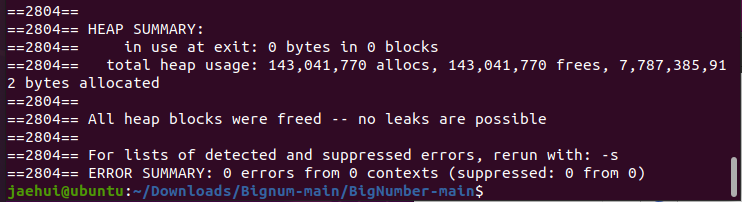 ==2804==
==2804== HEAP SUMMARY:
==2804==     in use at exit: 0 bytes in 0 blocks
==2804==   total heap usage: 143,041,770 allocs, 143,041,770 frees, 7,787,385,91
2 bytes allocated
==2804==
==2804== All heap blocks were freed -- no leaks are possible
==2804==
==2804== For lists of detected and suppressed errors, rerun with: -s
==2804== ERROR SUMMARY: 0 errors from 0 contexts (suppressed: 0 from 0)
jaehui@ubuntu:~/Downloads/Bignum-main/BigNumber-main$